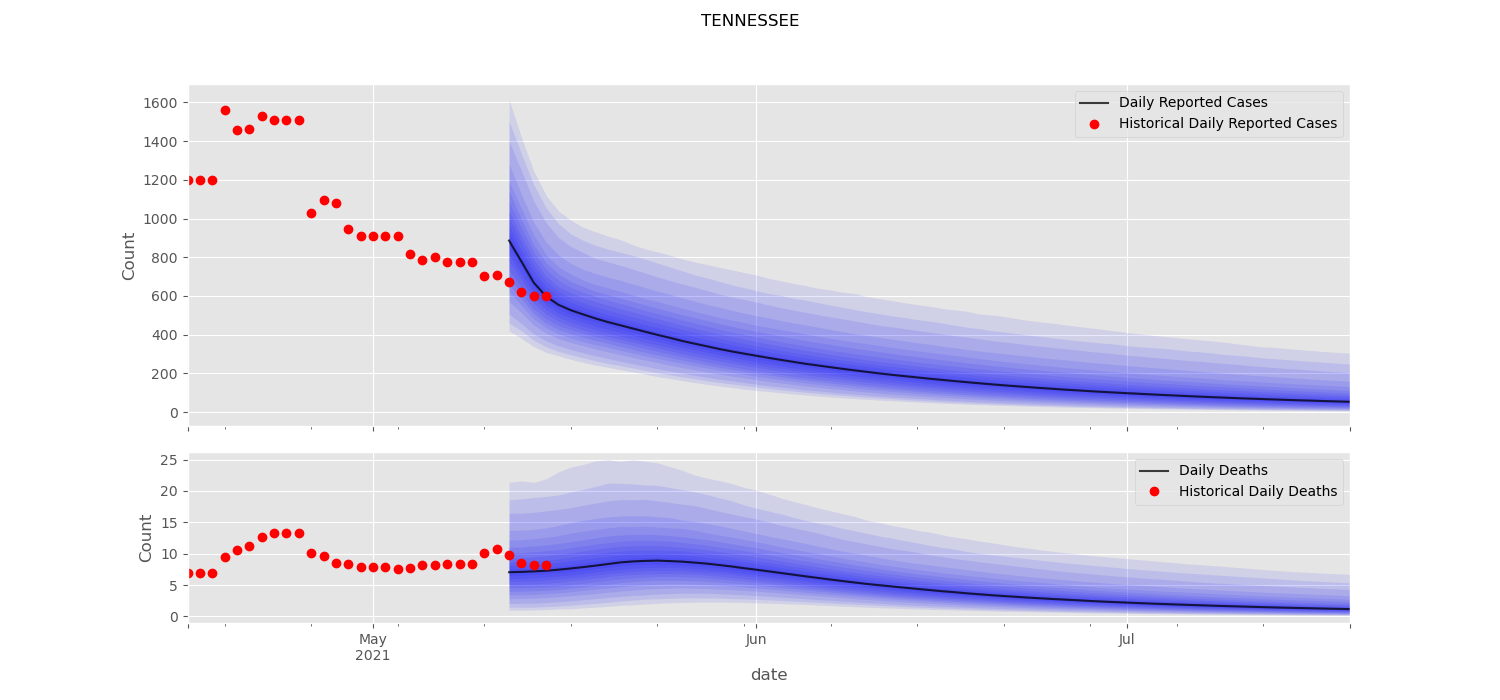 TENNESSEE
1600
1400
1200
1000
800
600
400
200
0
Count
Daily Reported Cases
Historical Daily Reported Cases
25
20
15
10
5
0
Count
Daily Deaths
Historical Daily Deaths
May
2021
Jun
Jul
date